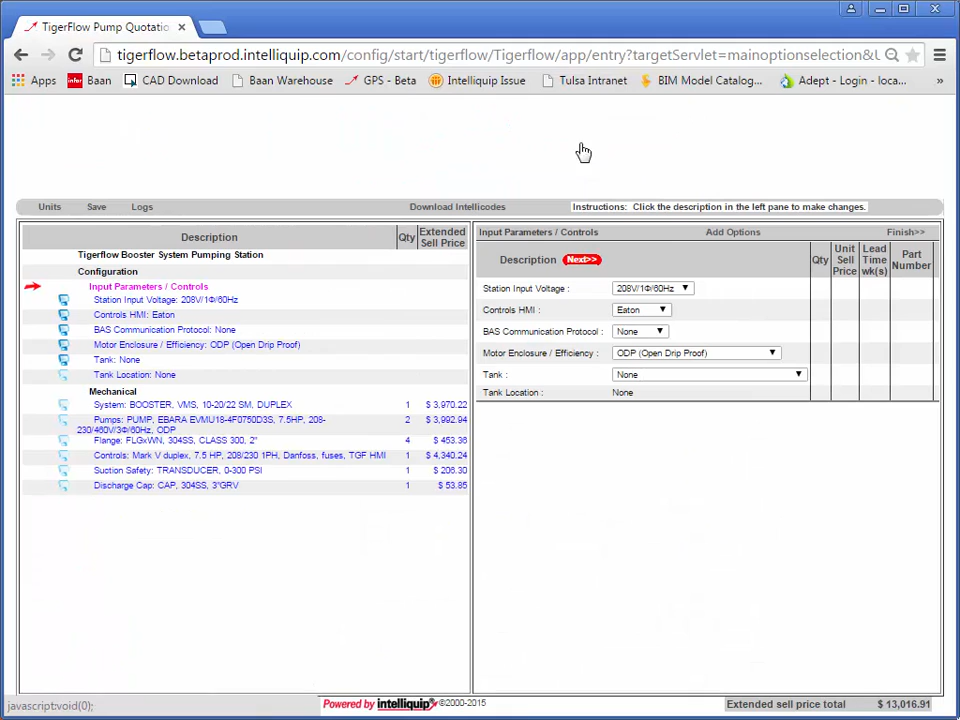 TigerFlow Pump Quotatio
tigerflow.betaprod.intelliquip.com/config/start/tigerflow/Tigerflow/app/entry?targetServlet=mainoptionselection&U
Apps infor Baan CAD Download Baan Warehouse GPS - Beta Intelliquip Issue Tulsa Intranet BIM Model Catalog... Adept - Login - loca... »
Units Save Logs Download Intellicodes Instructions: Click the description in the left pane to make changes.
Description Qty Extended Sell Price
Tigerflow Booster System Pumping Station
Configuration
Input Parameters / Controls
Station Input Voltage: 208V/1Φ/60Hz
Controls HMI: Eaton
BAS Communication Protocol: None
Motor Enclosure / Efficiency: ODP (Open Drip Proof)
Tank: None
Tank Location: None
Mechanical
System: BOOSTER, VMS, 10-20/22 SM, DUPLEX 1 $ 3,970.22
Pumps: PUMP, EBARA EVMU18-4F0750D3S, 7.5HP, 208- 2 $ 3,992.94
230/460V/3Φ/60Hz, ODP
Flange: FLGxWN, 304SS, CLASS 300, 2" 4 $ 453.36
Controls: Mark V duplex, 7.5 HP, 208/230 1PH, Danfoss, fuses, TGF HMI 1 $ 4,340.24
Suction Safety: TRANSDUCER, 0-300 PSI 1 $ 206.30
Discharge Cap: CAP, 304SS, 3"GRV 1 $ 53.85
Input Parameters / Controls Add Options Finish>>
Description Next>> Qty Unit Sell Price Lead Time wk(s) Part Number
Station Input Voltage : 208V/1Φ/60Hz
Controls HMI : Eaton
BAS Communication Protocol : None
Motor Enclosure / Efficiency : ODP (Open Drip Proof)
Tank : None
Tank Location : None
javascript:void(0);
Powered by intelliquip ©2000-2015
Extended sell price total $ 13,016.91